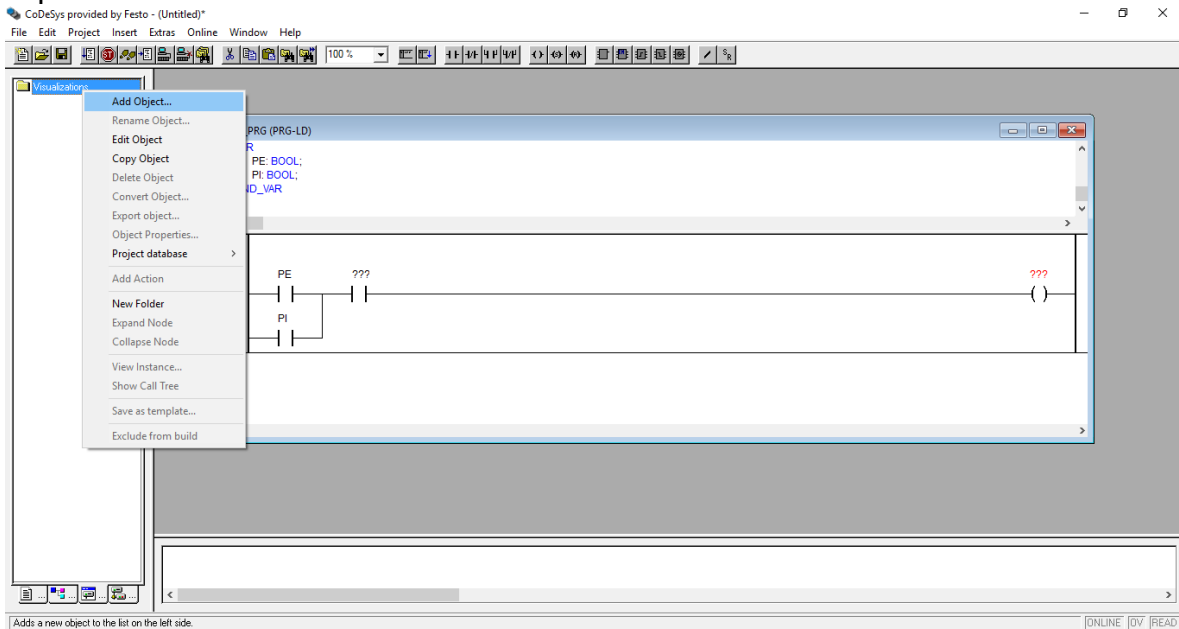 CoDeSys provided by Festo - (Untitled)*
File Edit Project Insert Extras Online Window Help
100 %
Visualizations
Add Object...
Rename Object...
Edit Object
Copy Object
Delete Object
Convert Object...
Export object...
Object Properties...
Project database
Add Action
New Folder
Expand Node
Collapse Node
View Instance...
Show Call Tree
Save as template...
Exclude from build
_PRG (PRG-LD)
R
PE: BOOL;
PI: BOOL;
ND_VAR
PE ??? ???
PI
Adds a new object to the list on the left side.
ONLINE OV READ